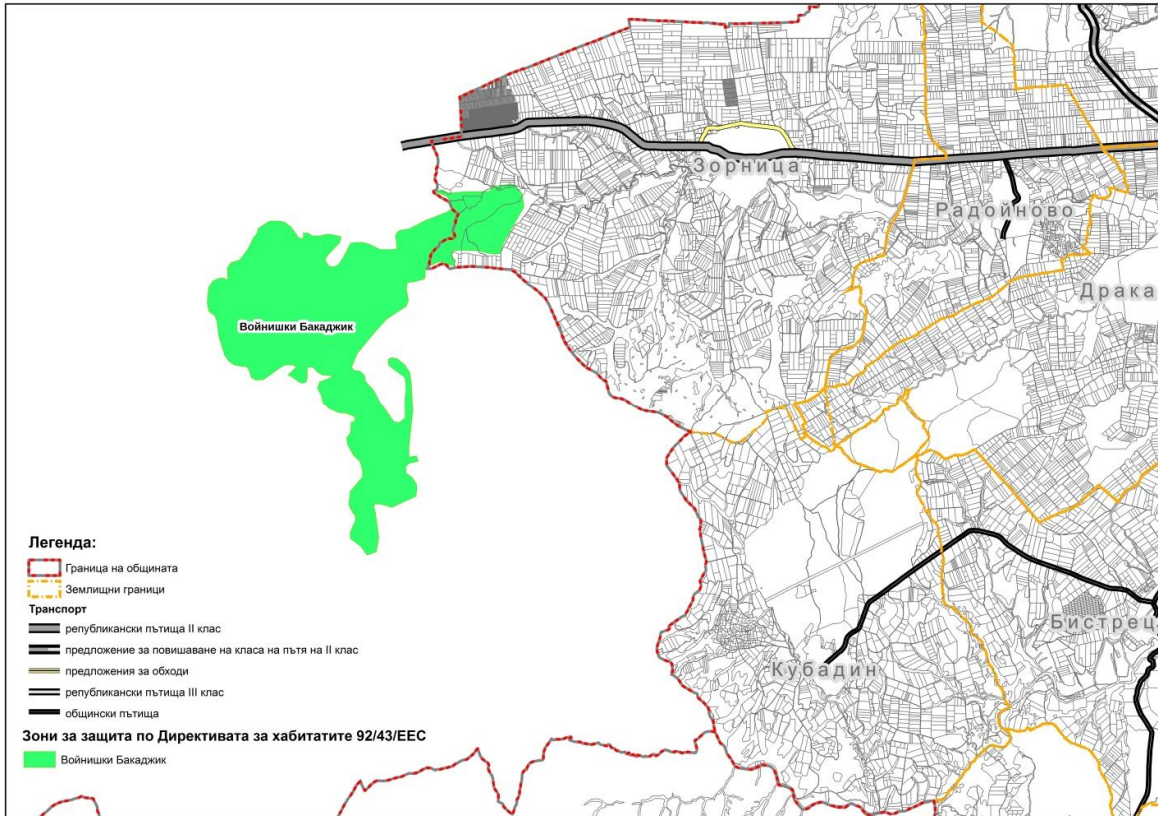 Зорница
Радойново
Драка
Войнишки Бакаджик
Бистрец
Кубадин
Легенда:
Граница на общината
Землищни граници
Транспорт
републикански пътища II клас
предложение за повишаване на класа на пътя на II клас
предложения за обходи
републикански пътища III клас
общински пътища
Зони за защита по Директивата за хабитатите 92/43/ЕЕС
Войнишки Бакаджик